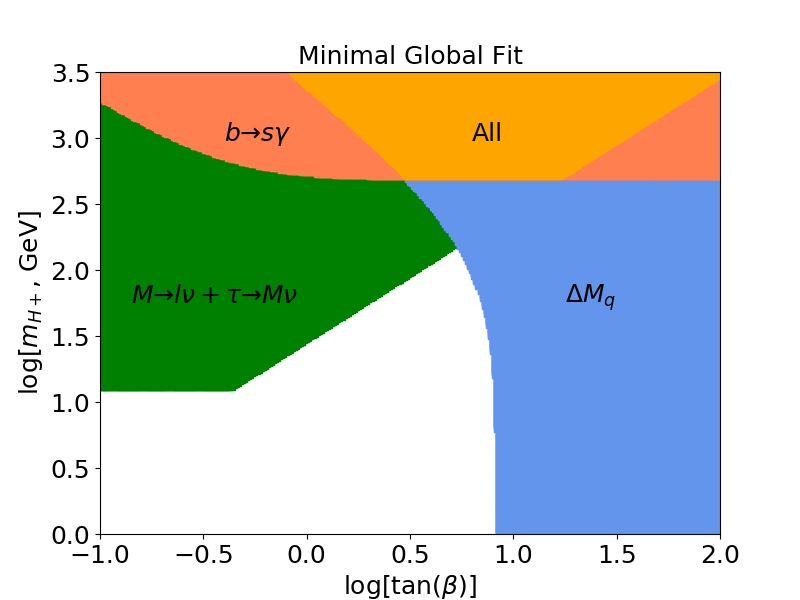 Minimal Global Fit
3.5
3.0
2.5
2.0
1.5
1.0
0.5
0.0
log[m_{H+}, GeV]
b→sγ
All
M→lν + τ→Mν
ΔM_q
−1.0 −0.5 0.0 0.5 1.0 1.5 2.0
log[tan(β)]